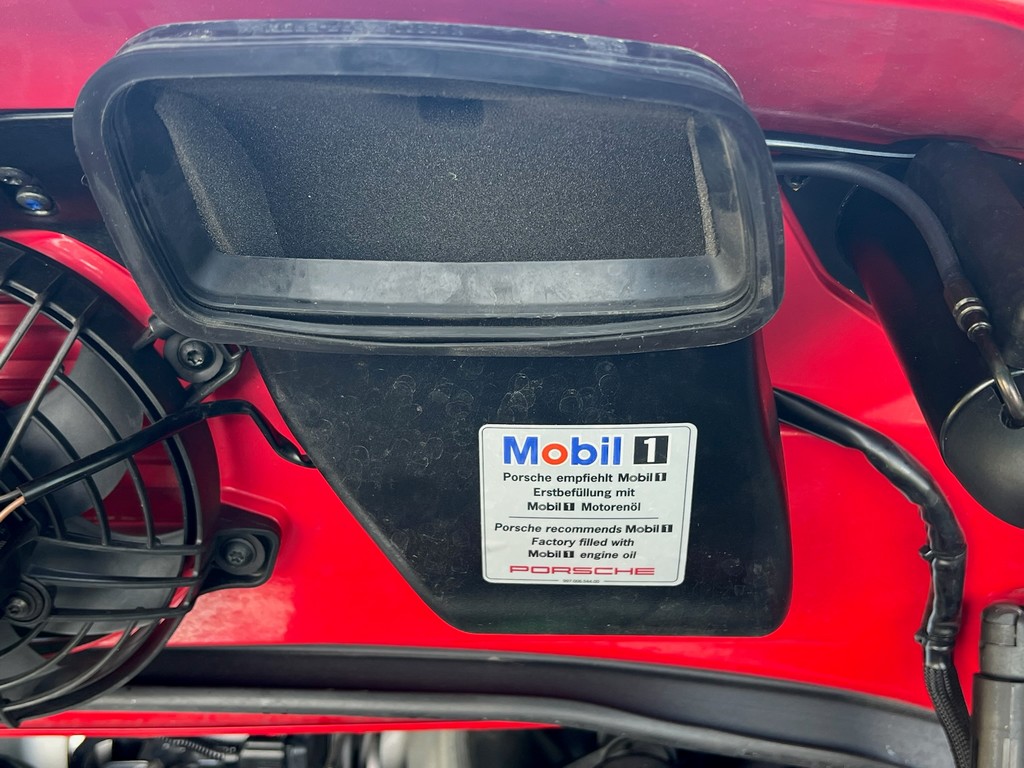 Mobil 1
Porsche empfiehlt Mobil 1
Erstbefüllung mit
Mobil 1 Motorenöl
Porsche recommends Mobil 1
Factory filled with
Mobil 1 engine oil
PORSCHE